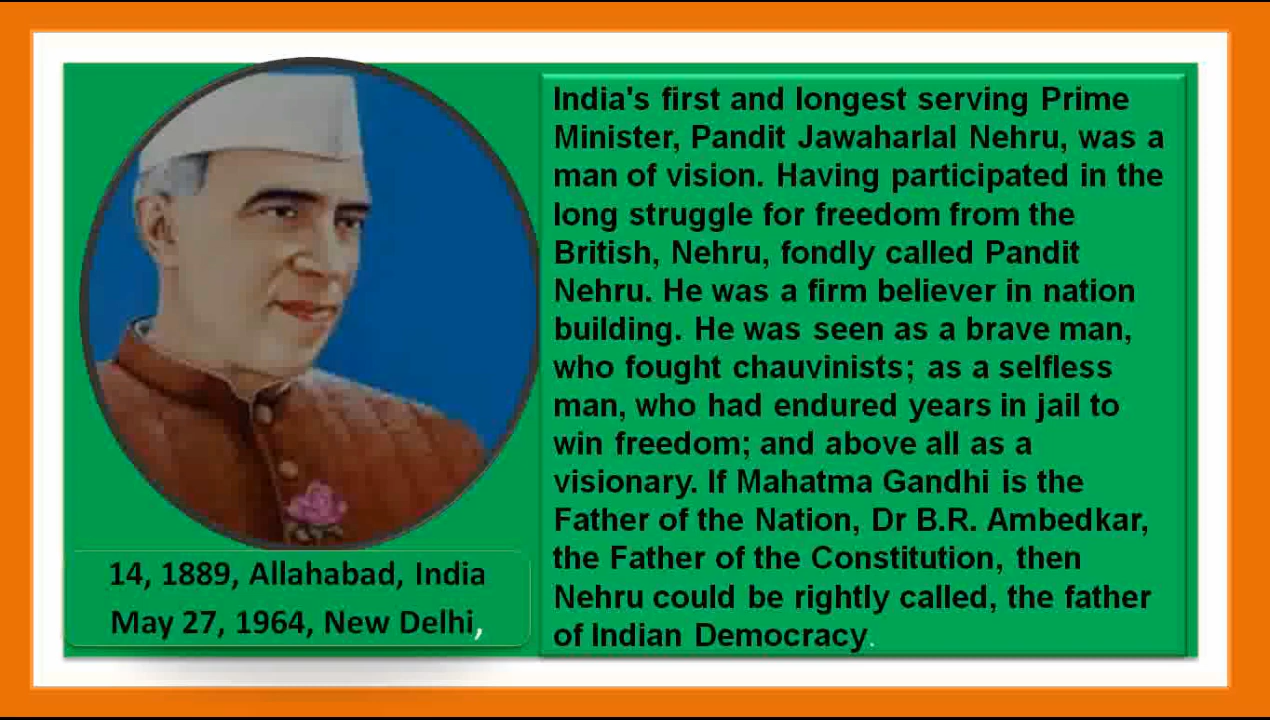 India's first and longest serving Prime
Minister, Pandit Jawaharlal Nehru, was a
man of vision. Having participated in the
long struggle for freedom from the
British, Nehru, fondly called Pandit
Nehru. He was a firm believer in nation
building. He was seen as a brave man,
who fought chauvinists; as a selfless
man, who had endured years in jail to
win freedom; and above all as a
visionary. If Mahatma Gandhi is the
Father of the Nation, Dr B.R. Ambedkar,
the Father of the Constitution, then
Nehru could be rightly called, the father
of Indian Democracy.
14, 1889, Allahabad, India
May 27, 1964, New Delhi,